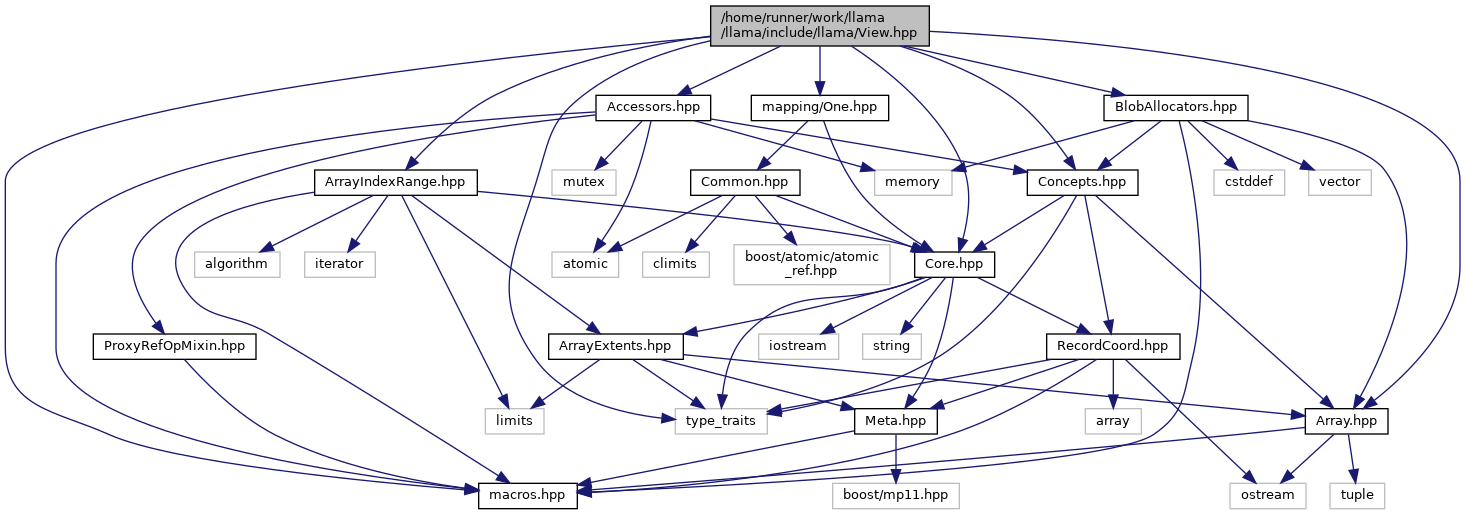 /home/runner/work/llama
/llama/include/llama/View.hpp
Accessors.hpp
mapping/One.hpp
BlobAllocators.hpp
ArrayIndexRange.hpp
mutex
Common.hpp
memory
Concepts.hpp
cstddef
vector
algorithm
iterator
atomic
climits
boost/atomic/atomic
_ref.hpp
Core.hpp
ProxyRefOpMixin.hpp
ArrayExtents.hpp
iostream
string
RecordCoord.hpp
limits
type_traits
Meta.hpp
array
Array.hpp
macros.hpp
boost/mp11.hpp
ostream
tuple